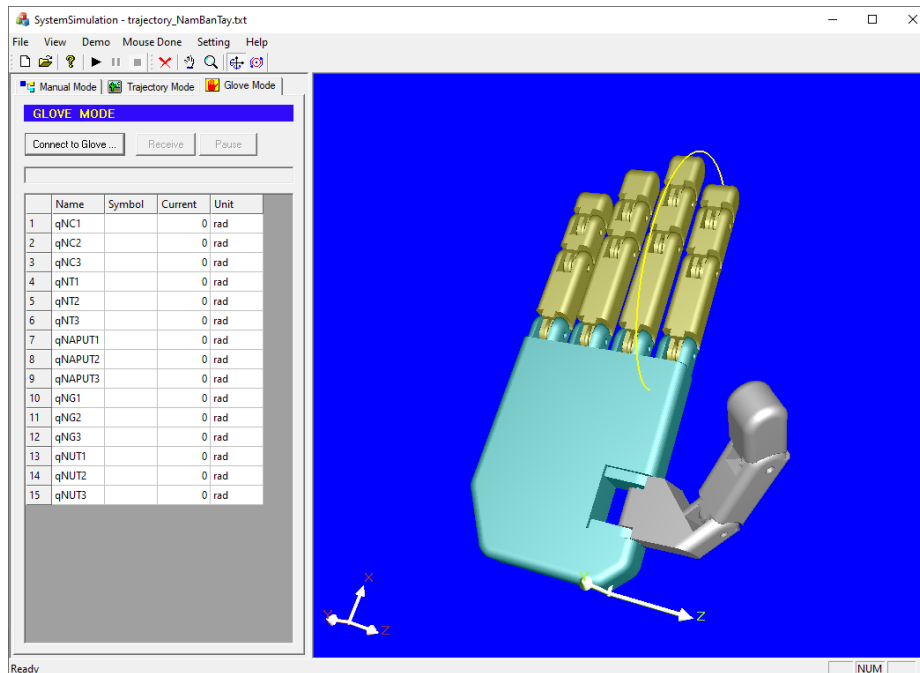 SystemSimulation - trajectory_NamBanTay.txt
File View Demo Mouse Done Setting Help
Manual Mode Trajectory Mode Glove Mode
GLOVE MODE
Connect to Glove ... Receive Pause
Name Symbol Current Unit
1 qNC1 0 rad
2 qNC2 0 rad
3 qNC3 0 rad
4 qNT1 0 rad
5 qNT2 0 rad
6 qNT3 0 rad
7 qNAPUT1 0 rad
8 qNAPUT2 0 rad
9 qNAPUT3 0 rad
10 qNG1 0 rad
11 qNG2 0 rad
12 qNG3 0 rad
13 qNUT1 0 rad
14 qNUT2 0 rad
15 qNUT3 0 rad
X
Y Z
Y Z
Ready NUM